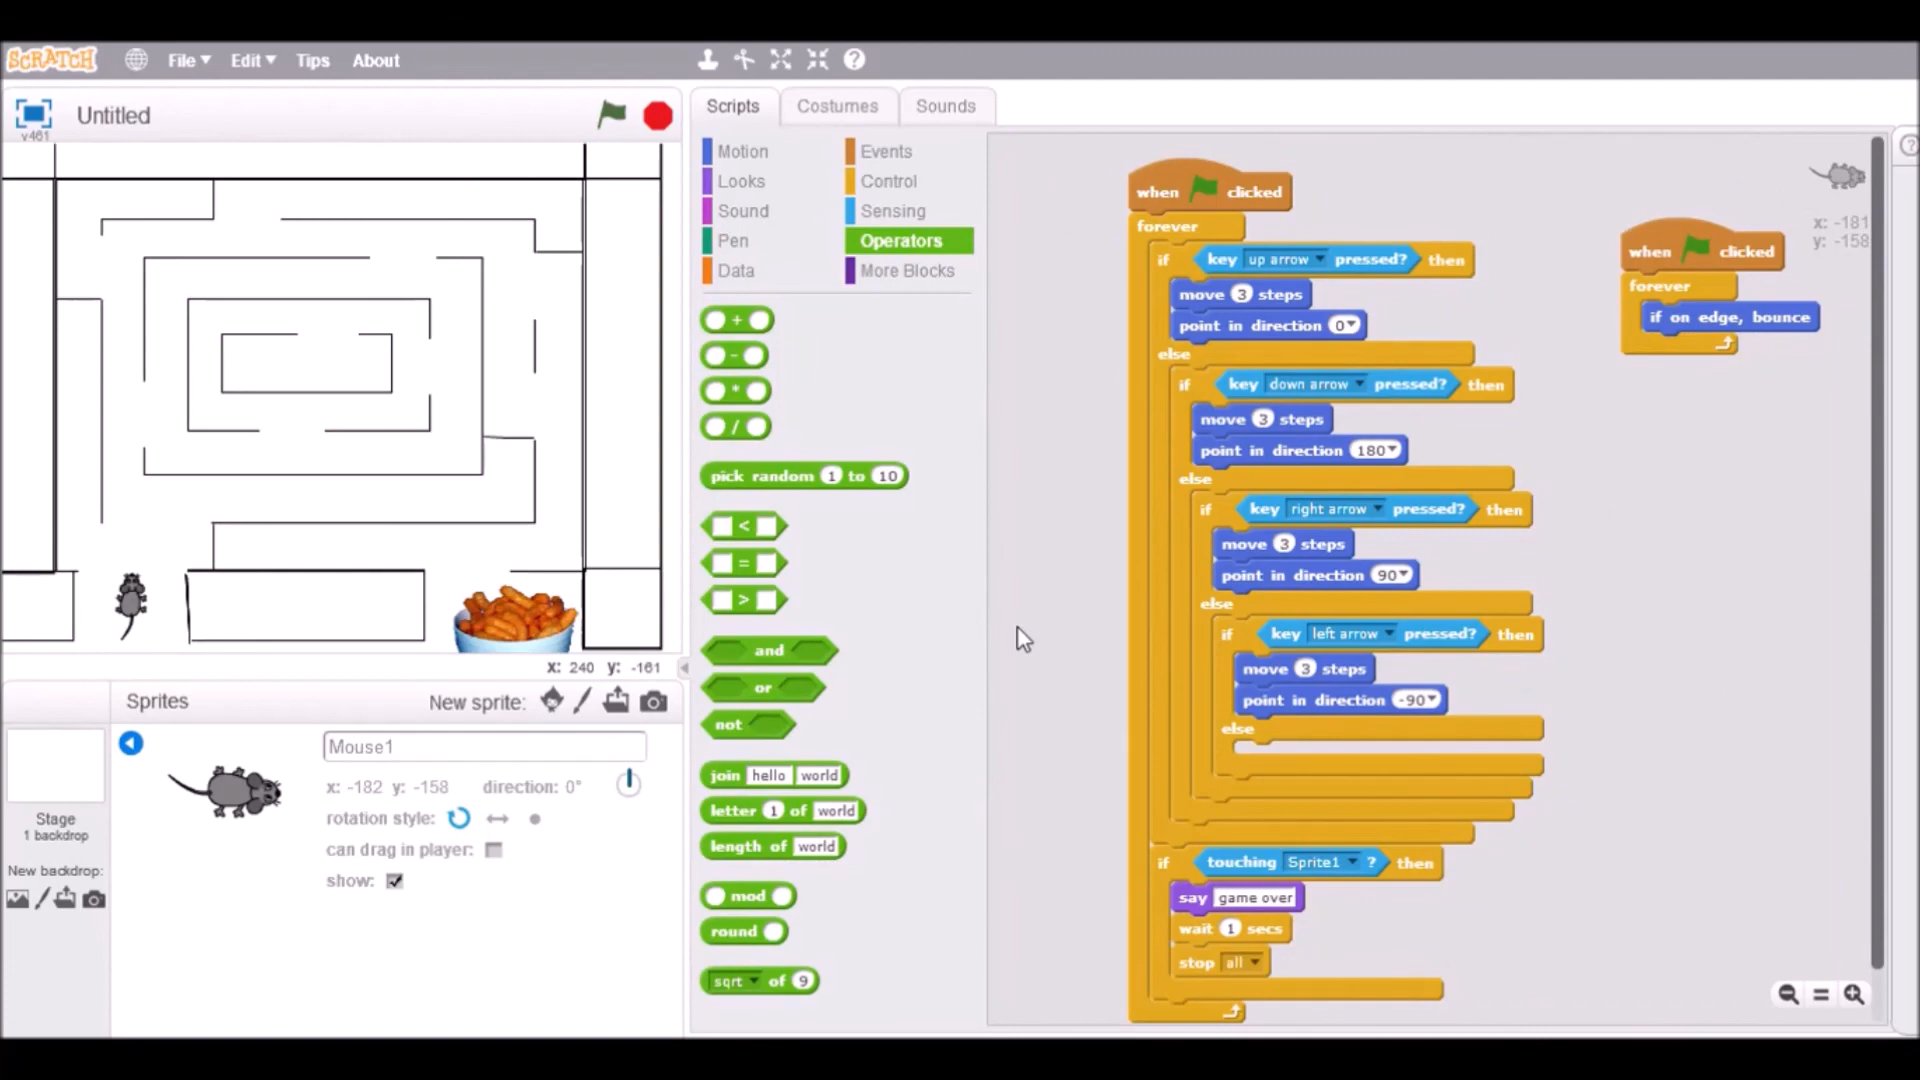 SCRATCH File Edit Tips About
v461 Untitled
Scripts Costumes Sounds
Motion Events
Looks Control
Sound Sensing
Pen Operators
Data More Blocks
+
-
*
/
pick random 1 to 10
<
=
>
and
or
not
join hello world
letter 1 of world
length of world
mod
round
sqrt of 9
x: 240 y: -161
Sprites New sprite:
Mouse1
x: -182 y: -158 direction: 0°
rotation style:
can drag in player:
show:
Stage
1 backdrop
New backdrop:
when clicked
forever
if key up arrow pressed? then
move 3 steps
point in direction 0
else
if key down arrow pressed? then
move 3 steps
point in direction 180
else
if key right arrow pressed? then
move 3 steps
point in direction 90
else
if key left arrow pressed? then
move 3 steps
point in direction -90
else
if touching Sprite1 ? then
say game over
wait 1 secs
stop all
when clicked
forever
if on edge, bounce
x: -181
y: -158